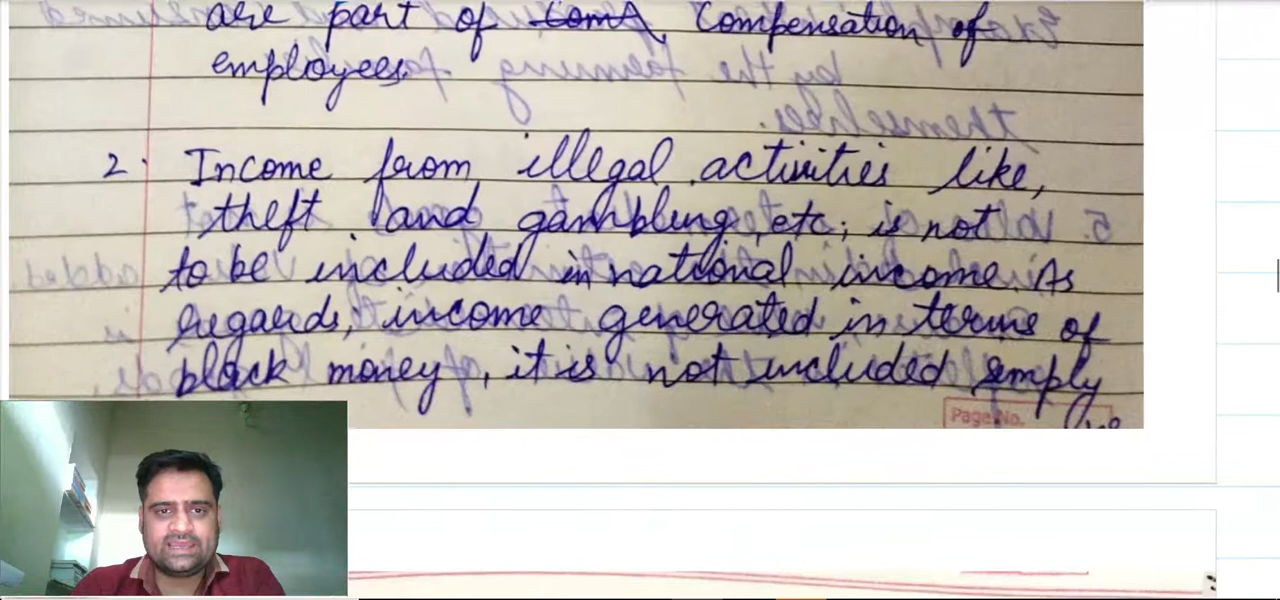 are part of Compensation of
employees.
2. Income from illegal activities like,
theft and gambling, etc; is not
to be included in national income. As
regards, income generated in terms of
black money, it is not included simply
Page No.